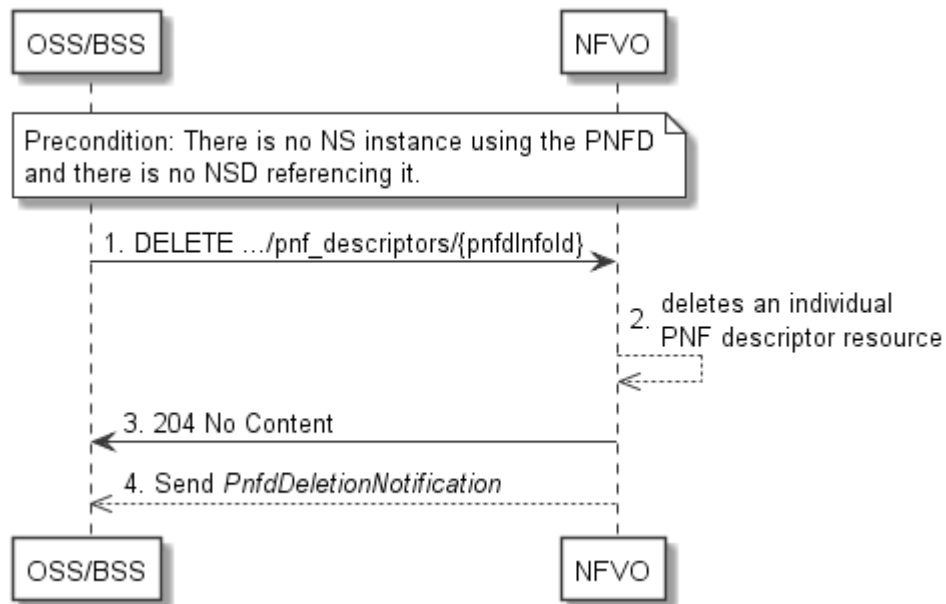 OSS/BSS
NFVO
Precondition: There is no NS instance using the PNFD
and there is no NSD referencing it.
1. DELETE .../pnf_descriptors/{pnfdInfoId}
2. deletes an individual
PNF descriptor resource
3. 204 No Content
4. Send PnfdDeletionNotification
OSS/BSS
NFVO